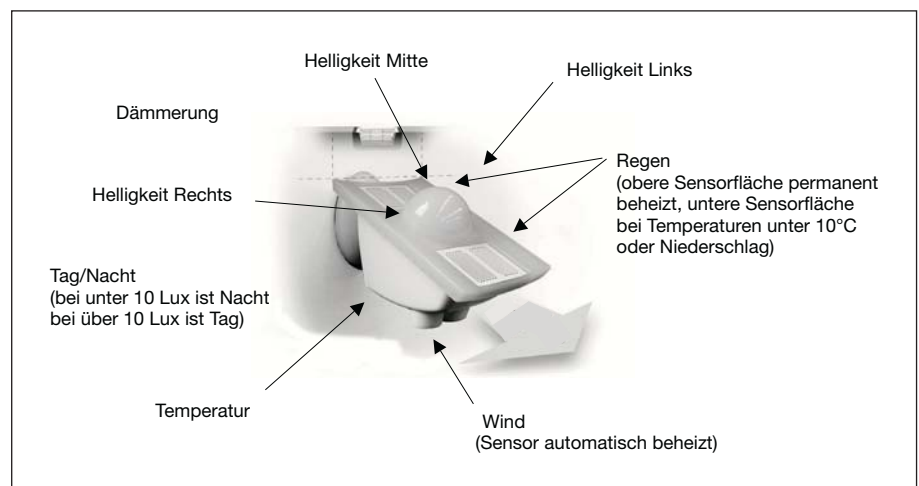 Helligkeit Mitte
Helligkeit Links
Dämmerung
Regen
(obere Sensorfläche permanent
beheizt, untere Sensorfläche
bei Temperaturen unter 10°C
oder Niederschlag)
Helligkeit Rechts
Tag/Nacht
(bei unter 10 Lux ist Nacht
bei über 10 Lux ist Tag)
Temperatur
Wind
(Sensor automatisch beheizt)